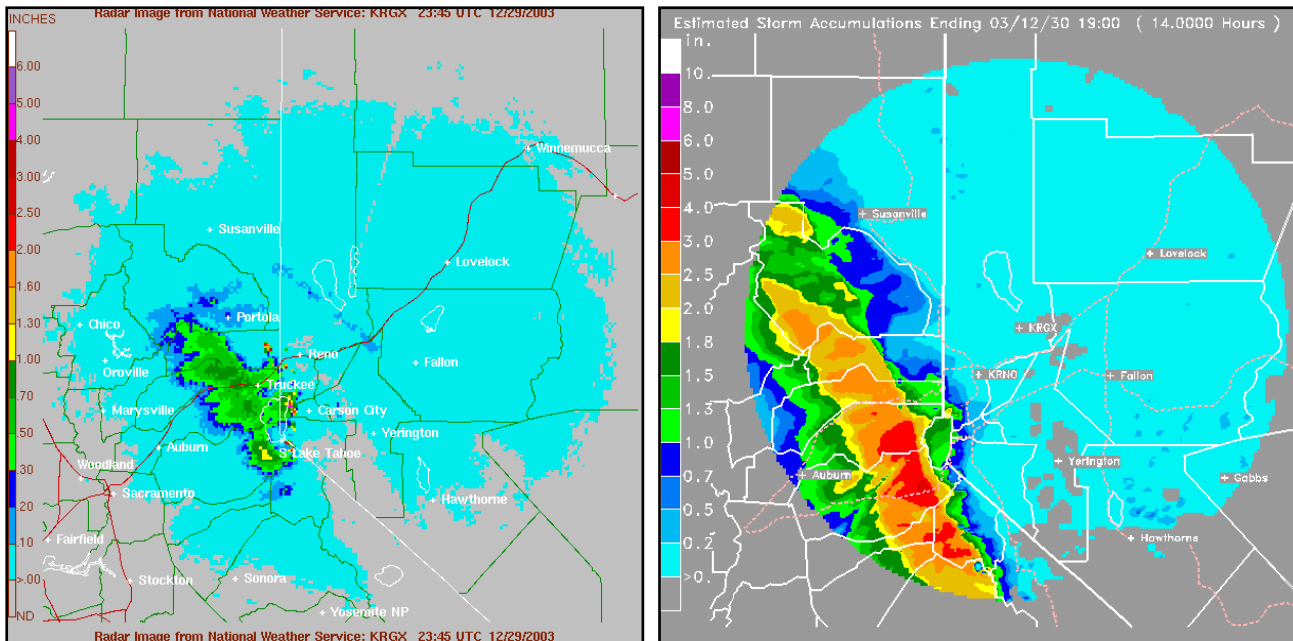 Radar Image from National Weather Service: KRGX 23:45 UTC 12/29/2003
INCHES
6.00
5.00
4.00
3.00
2.50
2.00
1.60
1.30
1.00
.70
.50
.30
.20
.10
>.00
ND
Winnemucca
Susanville
Lovelock
Portola
Chico
Reno
Oroville
Fallon
Truckee
Marysville
Carson City
Yerington
Auburn
S Lake Tahoe
Woodland
Sacramento
Hawthorne
Fairfield
Stockton
Sonora
Yosemite NP
Radar Image from National Weather Service: KRGX 23:45 UTC 12/29/2003
Estimated Storm Accumulations Ending 03/12/30 19:00 ( 14.0000 Hours )
in.
10.
8.0
6.0
5.0
4.0
3.0
2.5
2.0
1.8
1.5
1.3
1.0
0.7
0.5
0.2
>0.
Susanville
Lovelock
KRGX
KRNO
Fallon
Yerington
Auburn
Gabbs
Hawthorne